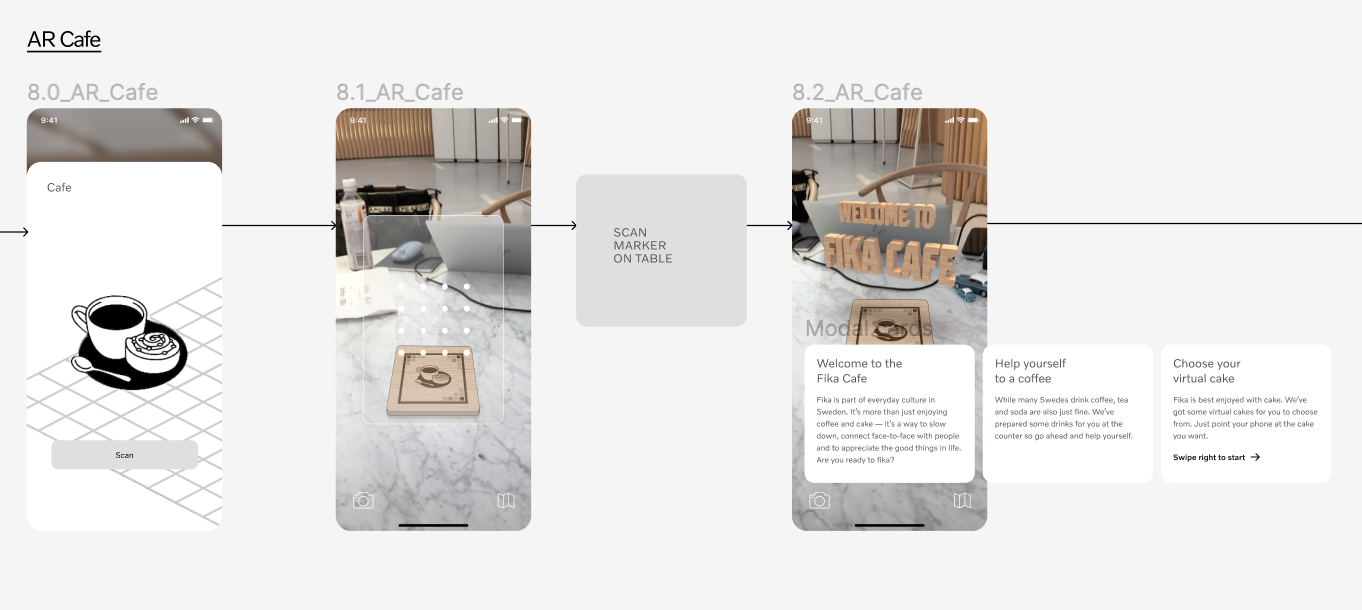 AR Cafe
8.0_AR_Cafe
9:41
Cafe
Scan
8.1_AR_Cafe
9:41
SCAN
MARKER
ON TABLE
8.2_AR_Cafe
9:41
WELCOME TO
FIKA CAFE
Modal Cards
Welcome to the
Fika Cafe
Fika is part of everyday culture in
Sweden. It's more than just enjoying
coffee and cake — it's a way to slow
down, connect face-to-face with people
and to appreciate the good things in life.
Are you ready to fika?
Help yourself
to a coffee
While many Swedes drink coffee, tea
and soda are also just fine. We've
prepared some drinks for you at the
counter so go ahead and help yourself.
Choose your
virtual cake
Fika is best enjoyed with cake. We've
got some virtual cakes for you to choose
from. Just point your phone at the cake
you want.
Swipe right to start →